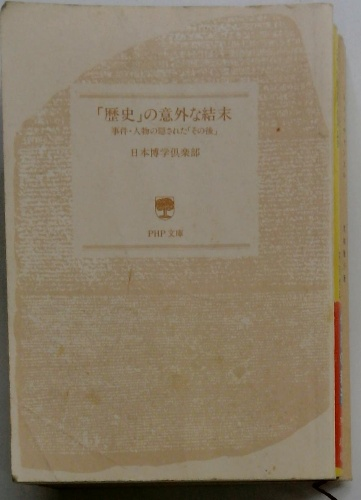 「歴史」の意外な結末
事件・人物の隠された「その後」
日本博学倶楽部
PHP文庫